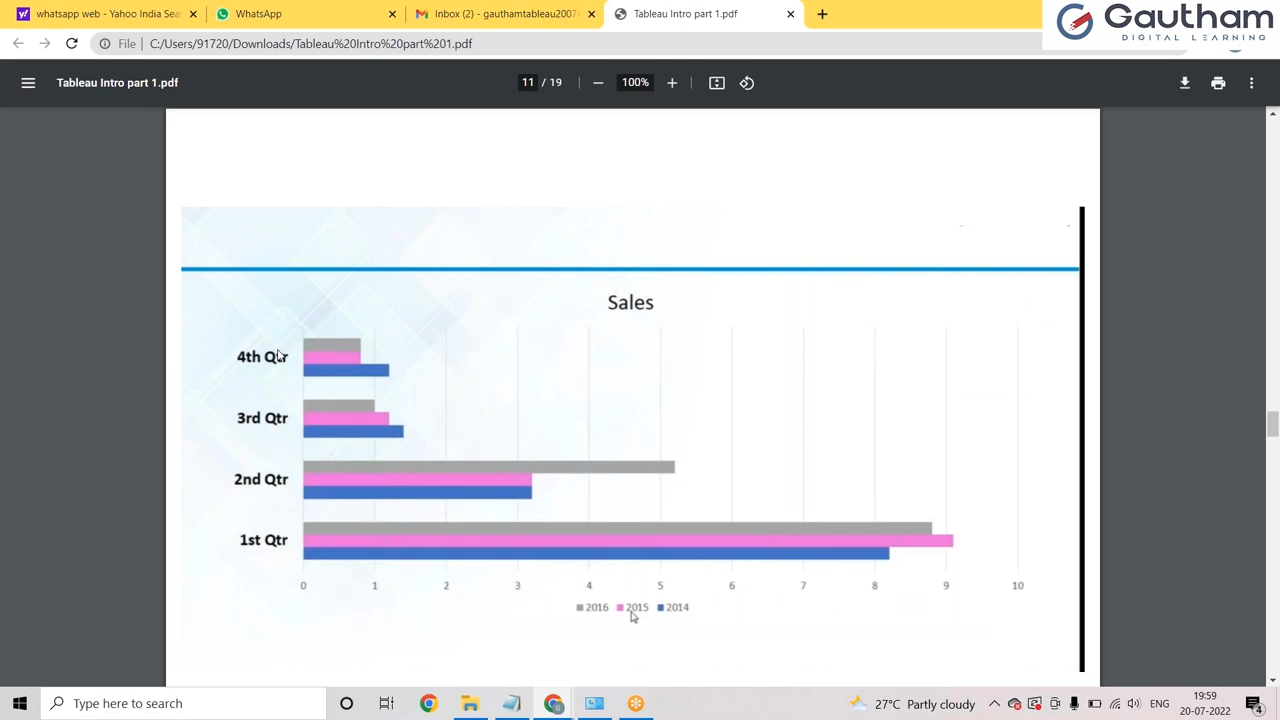 whatsapp web - Yahoo India Sea
WhatsApp
Inbox (2) - gauthamtableau2007
Tableau Intro part 1.pdf
Gautham
DIGITAL LEARNING
File
C:/Users/91720/Downloads/Tableau%20Intro%20part%201.pdf
Tableau Intro part 1.pdf
11 / 19
100%
Sales
4th Qtr
3rd Qtr
2nd Qtr
1st Qtr
0 1 2 3 4 5 6 7 8 9 10
2016 2015 2014
Type here to search
27°C Partly cloudy
ENG
19:59
20-07-2022
4